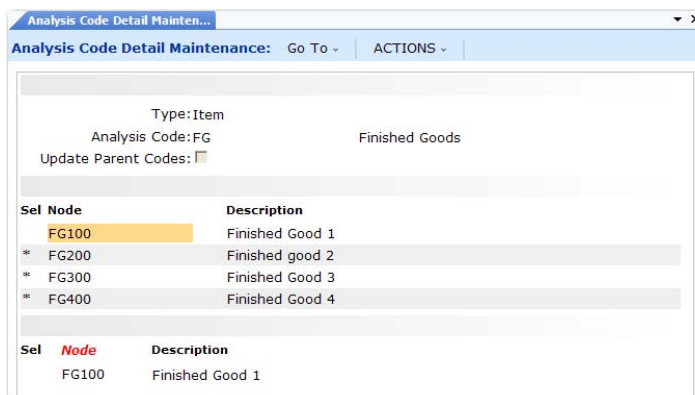 Analysis Code Detail Mainten...
Analysis Code Detail Maintenance: Go To ACTIONS
Type: Item
Analysis Code: FG Finished Goods
Update Parent Codes:
Sel Node Description
FG100 Finished Good 1
* FG200 Finished good 2
* FG300 Finished Good 3
* FG400 Finished Good 4
Sel Node Description
FG100 Finished Good 1